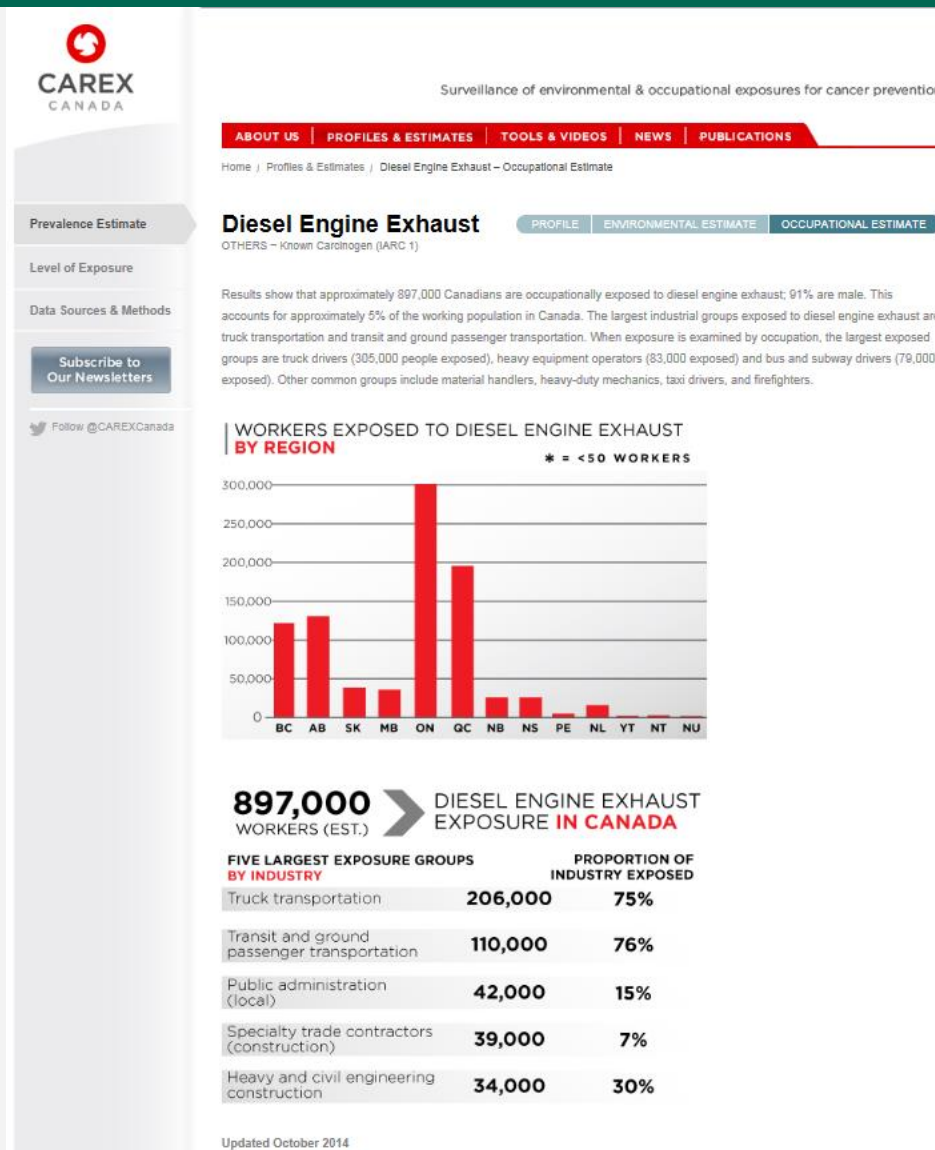 CAREX
CANADA
Surveillance of environmental & occupational exposures for cancer prevention
ABOUT US | PROFILES & ESTIMATES | TOOLS & VIDEOS | NEWS | PUBLICATIONS
Home / Profiles & Estimates / Diesel Engine Exhaust – Occupational Estimate
Prevalence Estimate
Level of Exposure
Data Sources & Methods
Subscribe to
Our Newsletters
Follow @CAREXCanada
Diesel Engine Exhaust
PROFILE | ENVIRONMENTAL ESTIMATE | OCCUPATIONAL ESTIMATE
OTHERS – Known Carcinogen (IARC 1)
Results show that approximately 897,000 Canadians are occupationally exposed to diesel engine exhaust; 91% are male. This
accounts for approximately 5% of the working population in Canada. The largest industrial groups exposed to diesel engine exhaust are
truck transportation and transit and ground passenger transportation. When exposure is examined by occupation, the largest exposed
groups are truck drivers (305,000 people exposed), heavy equipment operators (83,000 exposed) and bus and subway drivers (79,000
exposed). Other common groups include material handlers, heavy-duty mechanics, taxi drivers, and firefighters.
WORKERS EXPOSED TO DIESEL ENGINE EXHAUST
BY REGION
* = <50 WORKERS
300,000
250,000
200,000
150,000
100,000
50,000
0
BC AB SK MB ON QC NB NS PE NL YT NT NU
897,000
WORKERS (EST.)
DIESEL ENGINE EXHAUST
EXPOSURE IN CANADA
FIVE LARGEST EXPOSURE GROUPS
BY INDUSTRY
PROPORTION OF
INDUSTRY EXPOSED
Truck transportation 206,000 75%
Transit and ground
passenger transportation 110,000 76%
Public administration
(local) 42,000 15%
Specialty trade contractors
(construction) 39,000 7%
Heavy and civil engineering
construction 34,000 30%
Updated October 2014